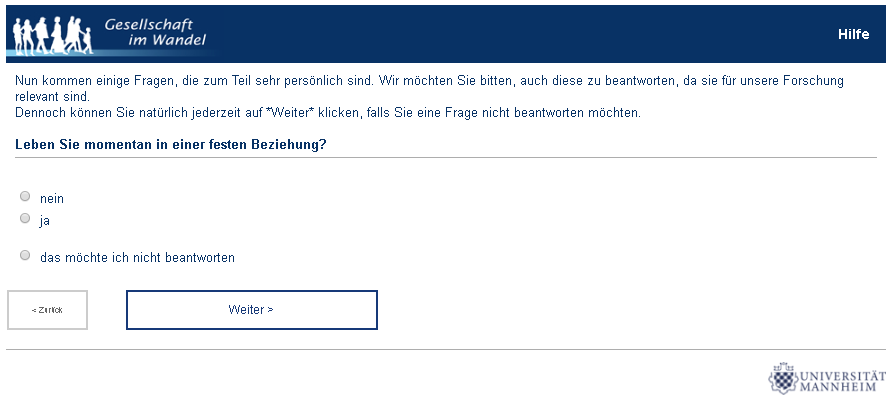 Gesellschaft
im Wandel
Hilfe
Nun kommen einige Fragen, die zum Teil sehr persönlich sind. Wir möchten Sie bitten, auch diese zu beantworten, da sie für unsere Forschung
relevant sind.
Dennoch können Sie natürlich jederzeit auf *Weiter* klicken, falls Sie eine Frage nicht beantworten möchten.
Leben Sie momentan in einer festen Beziehung?
nein
ja
das möchte ich nicht beantworten
< Zurück
Weiter >
UNIVERSITÄT
MANNHEIM